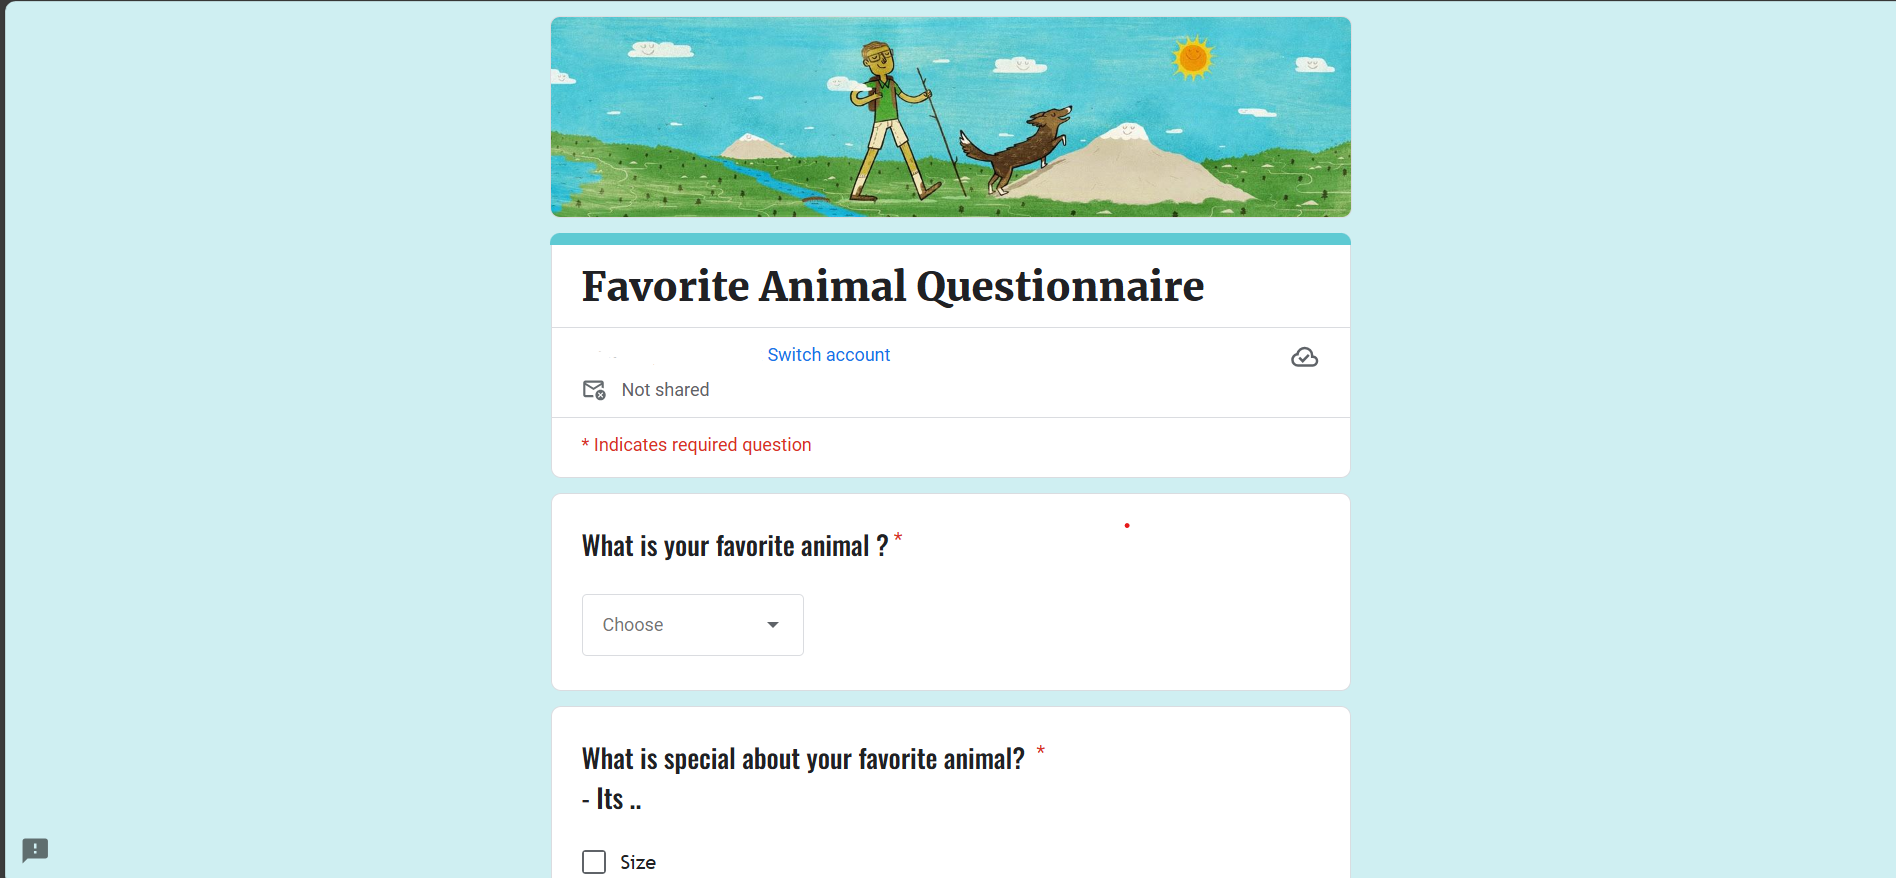 Favorite Animal Questionnaire
Switch account
Not shared
* Indicates required question
What is your favorite animal ? *
Choose
What is special about your favorite animal? *
- Its ..
Size